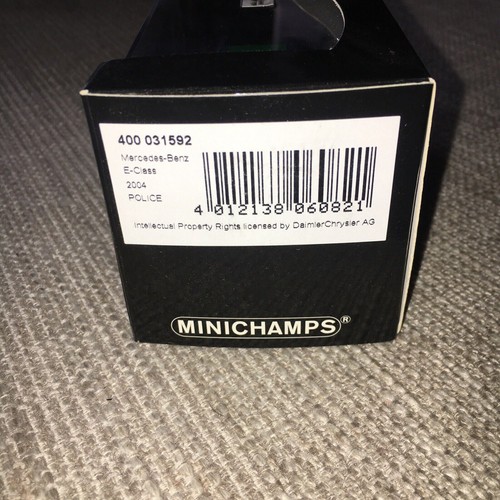 400 031592
Mercedes-Benz
E-Class
2004
POLICE
4 012138 060821
Intellectual Property Rights licensed by DaimlerChrysler AG
MINICHAMPS®